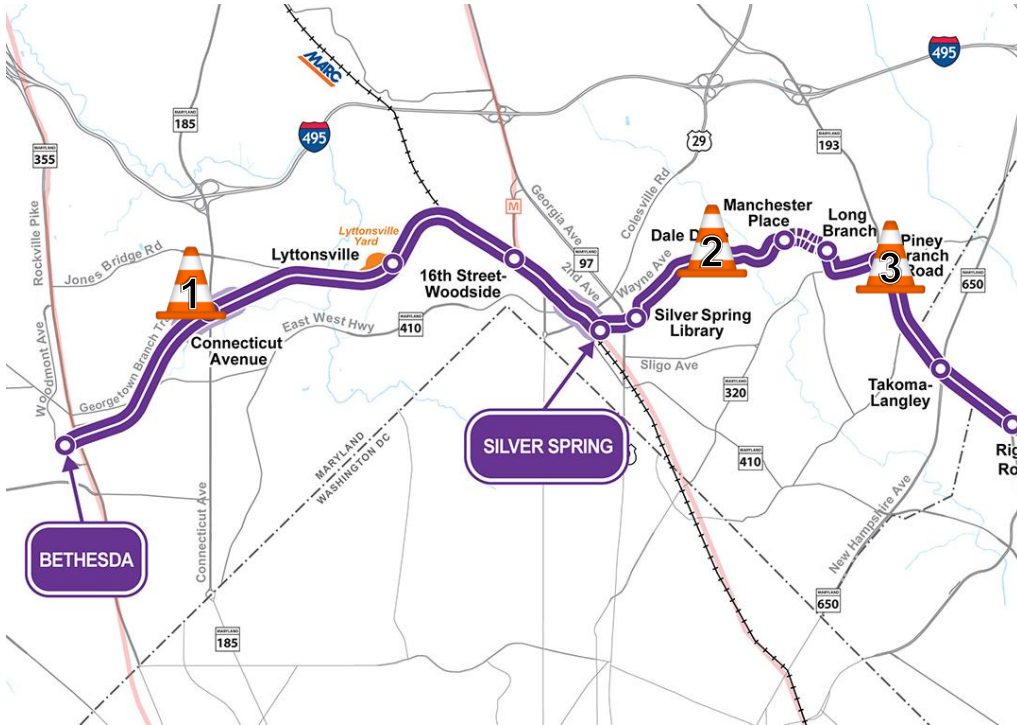 MARC
495
MARYLAND
185
MARYLAND
355
495
29
MARYLAND
193
Rockville Pike
Jones Bridge Rd
Lyttonsville
Yard
Lyttonsville
M
Georgia Ave
Colesville Rd
MARYLAND
97
2nd Ave
Wayne Ave
Dale
Manchester
Place
Long
Branch
Piney
Branch
Road
MARYLAND
650
1
2
3
16th Street-
Woodside
Connecticut
Avenue
East West Hwy
MARYLAND
410
Georgetown Branch
Woodmont Ave
Silver Spring
Library
Sligo Ave
MARYLAND
320
Takoma-
Langley
SILVER SPRING
MARYLAND
410
MARYLAND
WASHINGTON DC
BETHESDA
Connecticut Ave
New Hampshire Ave
MARYLAND
650
MARYLAND
185